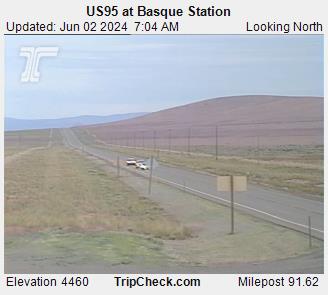 US95 at Basque Station
Updated: Jun 02 2024 7:04 AM
Looking North
Elevation 4460
TripCheck.com
Milepost 91.62